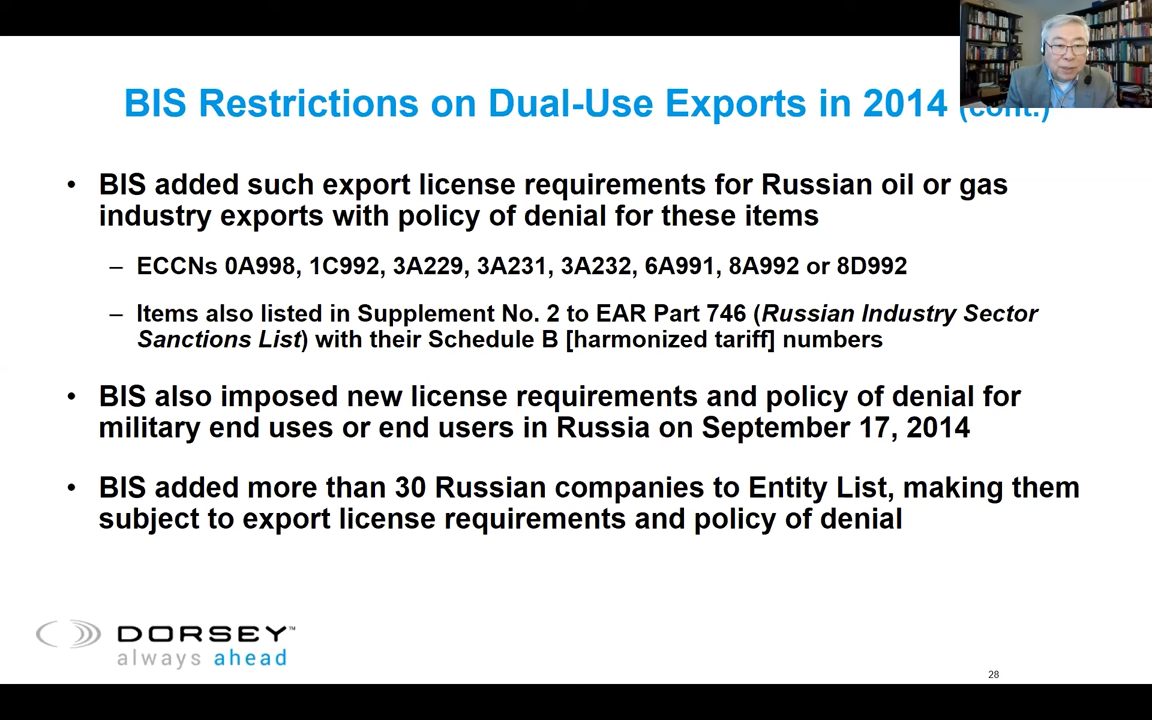 BIS Restrictions on Dual-Use Exports in 2014 (cont.)
• BIS added such export license requirements for Russian oil or gas
industry exports with policy of denial for these items
– ECCNs 0A998, 1C992, 3A229, 3A231, 3A232, 6A991, 8A992 or 8D992
– Items also listed in Supplement No. 2 to EAR Part 746 (Russian Industry Sector
Sanctions List) with their Schedule B [harmonized tariff] numbers
• BIS also imposed new license requirements and policy of denial for
military end uses or end users in Russia on September 17, 2014
• BIS added more than 30 Russian companies to Entity List, making them
subject to export license requirements and policy of denial
DORSEY™
always ahead
28